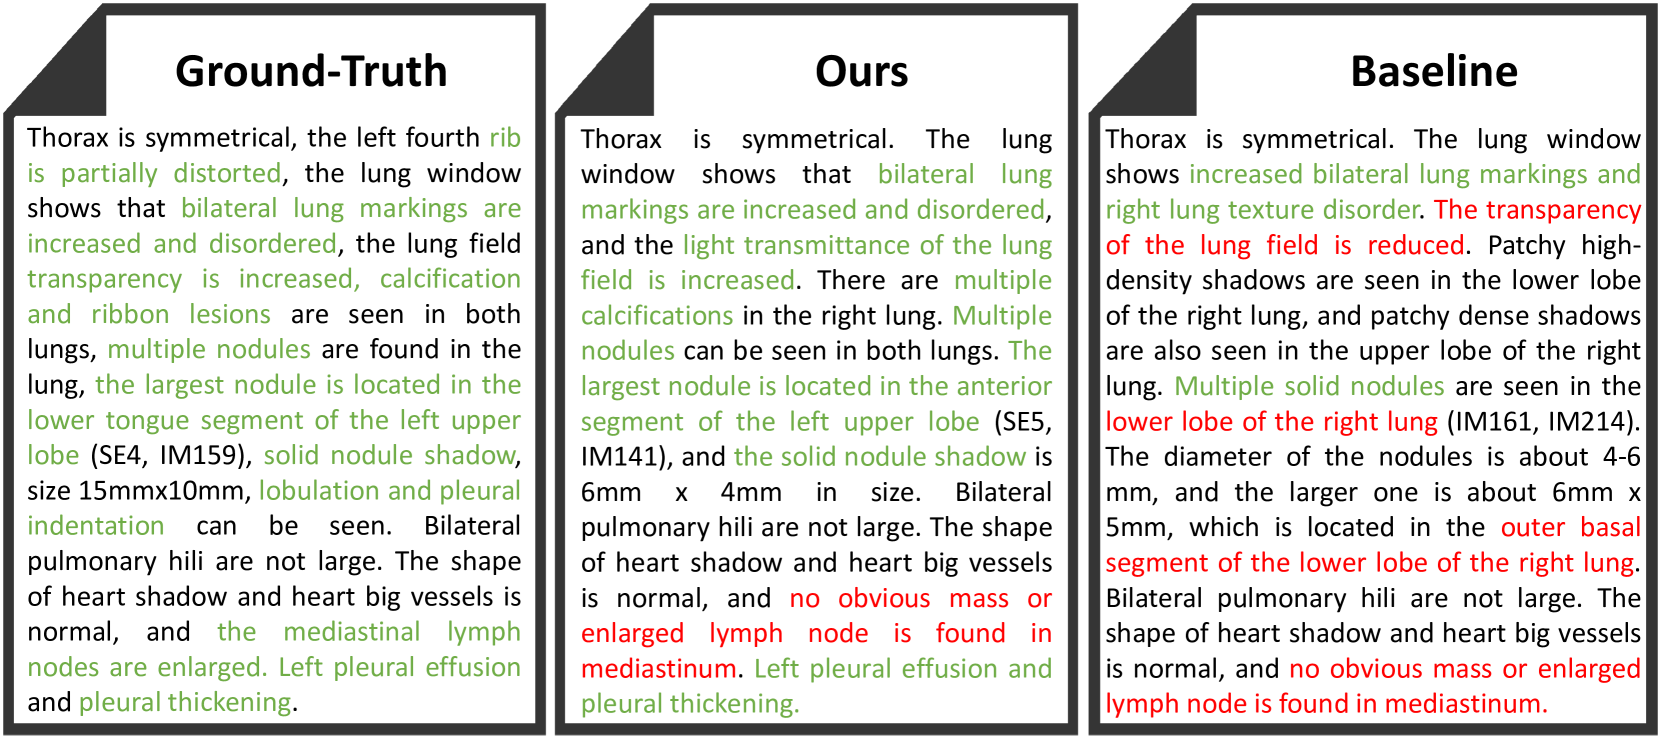 Ground-Truth
Thorax is symmetrical, the left fourth rib
is partially distorted, the lung window
shows that bilateral lung markings are
increased and disordered, the lung field
transparency is increased, calcification
and ribbon lesions are seen in both
lungs, multiple nodules are found in the
lung, the largest nodule is located in the
lower tongue segment of the left upper
lobe (SE4, IM159), solid nodule shadow,
size 15mmx10mm, lobulation and pleural
indentation can be seen. Bilateral
pulmonary hili are not large. The shape
of heart shadow and heart big vessels is
normal, and the mediastinal lymph
nodes are enlarged. Left pleural effusion
and pleural thickening.
Ours
Thorax is symmetrical. The lung
window shows that bilateral lung
markings are increased and disordered,
and the light transmittance of the lung
field is increased. There are multiple
calcifications in the right lung. Multiple
nodules can be seen in both lungs. The
largest nodule is located in the anterior
segment of the left upper lobe (SE5,
IM141), and the solid nodule shadow is
6mm x 4mm in size. Bilateral
pulmonary hili are not large. The shape
of heart shadow and heart big vessels
is normal, and no obvious mass or
enlarged lymph node is found in
mediastinum. Left pleural effusion and
pleural thickening.
Baseline
Thorax is symmetrical. The lung window
shows increased bilateral lung markings and
right lung texture disorder. The transparency
of the lung field is reduced. Patchy high-
density shadows are seen in the lower lobe
of the right lung, and patchy dense shadows
are also seen in the upper lobe of the right
lung. Multiple solid nodules are seen in the
lower lobe of the right lung (IM161, IM214).
The diameter of the nodules is about 4-6
mm, and the larger one is about 6mm x
5mm, which is located in the outer basal
segment of the lower lobe of the right lung.
Bilateral pulmonary hili are not large. The
shape of heart shadow and heart big vessels
is normal, and no obvious mass or enlarged
lymph node is found in mediastinum.